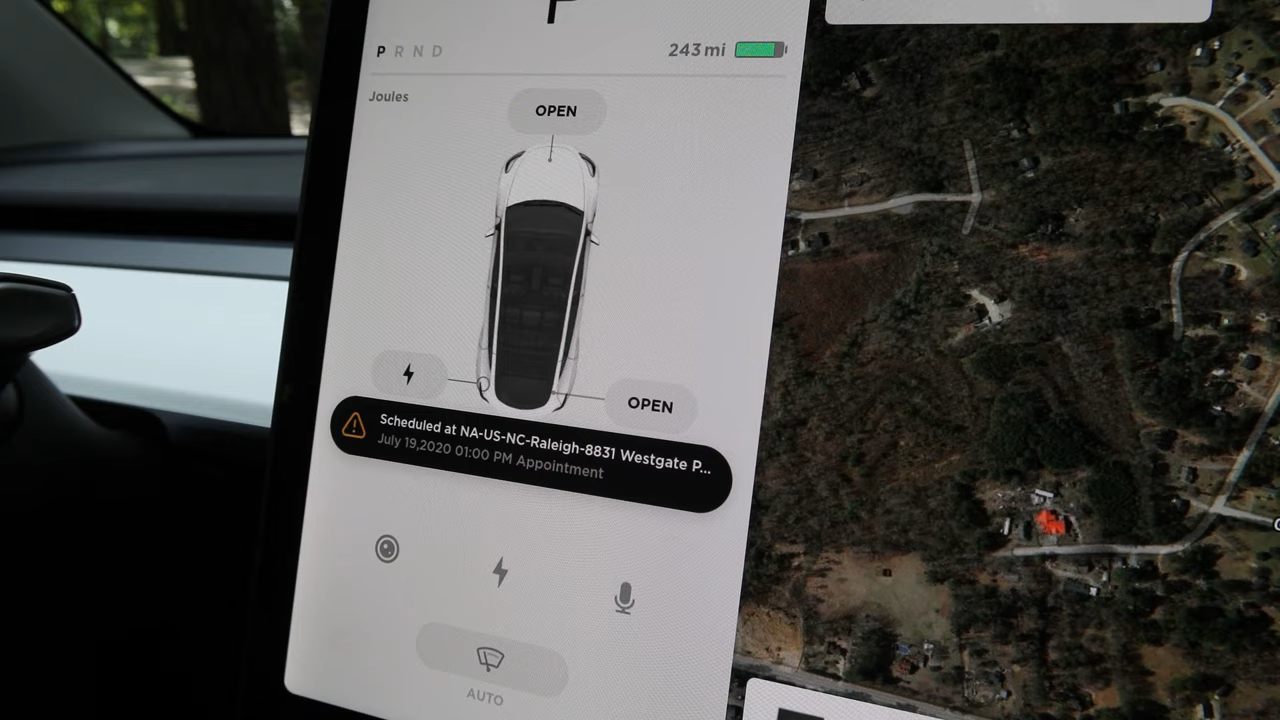 P R N D
243 mi
Joules
OPEN
OPEN
Scheduled at NA-US-NC-Raleigh-8831 Westgate P...
July 19,2020 01:00 PM Appointment
AUTO